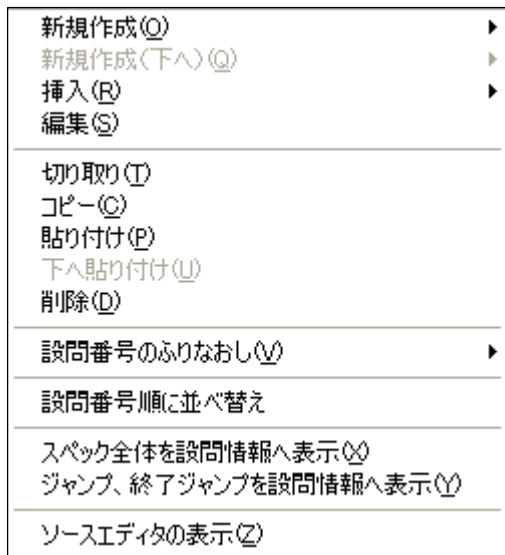 新規作成(O)
新規作成(下へ)(Q)
挿入(R)
編集(S)
切り取り(T)
コピー(C)
貼り付け(P)
下へ貼り付け(U)
削除(D)
設問番号のふりなおし(V)
設問番号順に並べ替え
スペック全体を設問情報へ表示(X)
ジャンプ、終了ジャンプを設問情報へ表示(Y)
ソースエディタの表示(Z)